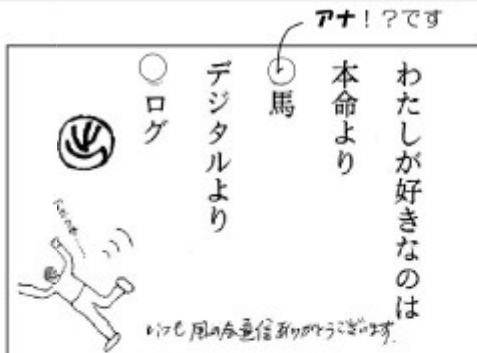 アナ！？です
わたしが好きなのは
本命より
○馬
デジタルより
○ログ
いつも風の会通信ありがとうございます。